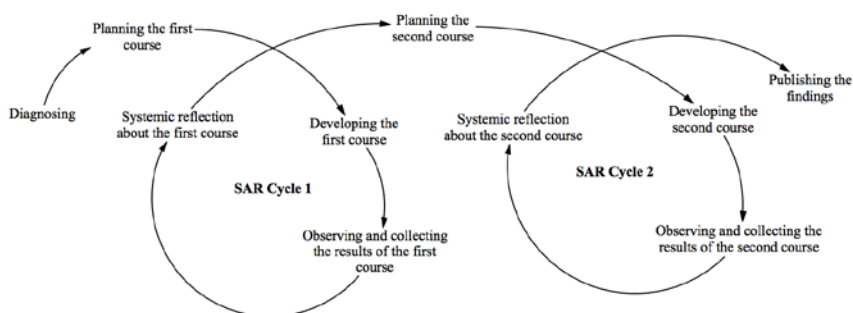 Planning the first
course
Planning the
second course
Publishing the
findings
Diagnosing
Systemic reflection
about the first course
Developing the
first course
Systemic reflection
about the second course
Developing the
second course
SAR Cycle 1
SAR Cycle 2
Observing and collecting
the results of the first
course
Observing and collecting
the results of the second course